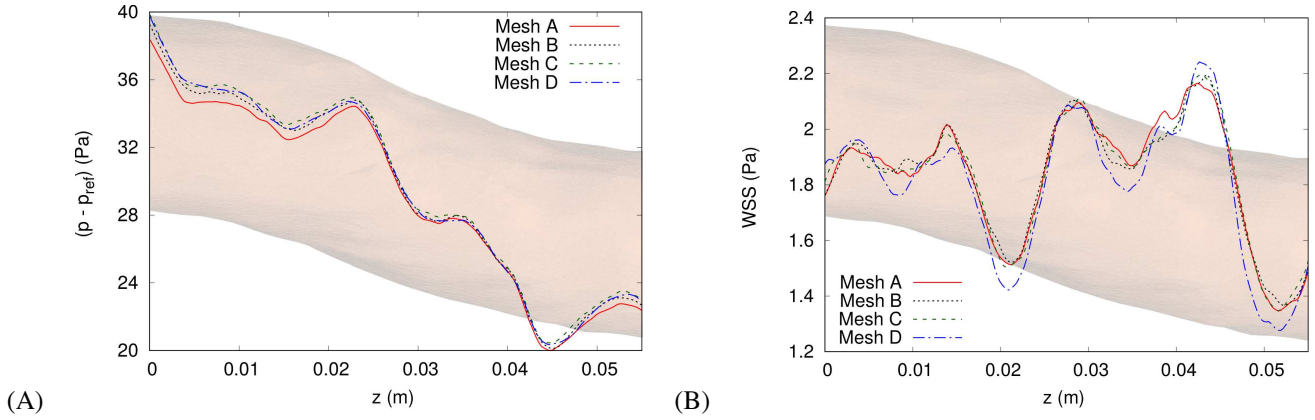 40
36
32
28
24
20
(p - p_ref) (Pa)
0
0.01
0.02
0.03
0.04
0.05
z (m)
Mesh A
Mesh B
Mesh C
Mesh D
(A)
2.4
2.2
2
1.8
1.6
1.4
1.2
WSS (Pa)
0
0.01
0.02
0.03
0.04
0.05
z (m)
Mesh A
Mesh B
Mesh C
Mesh D
(B)